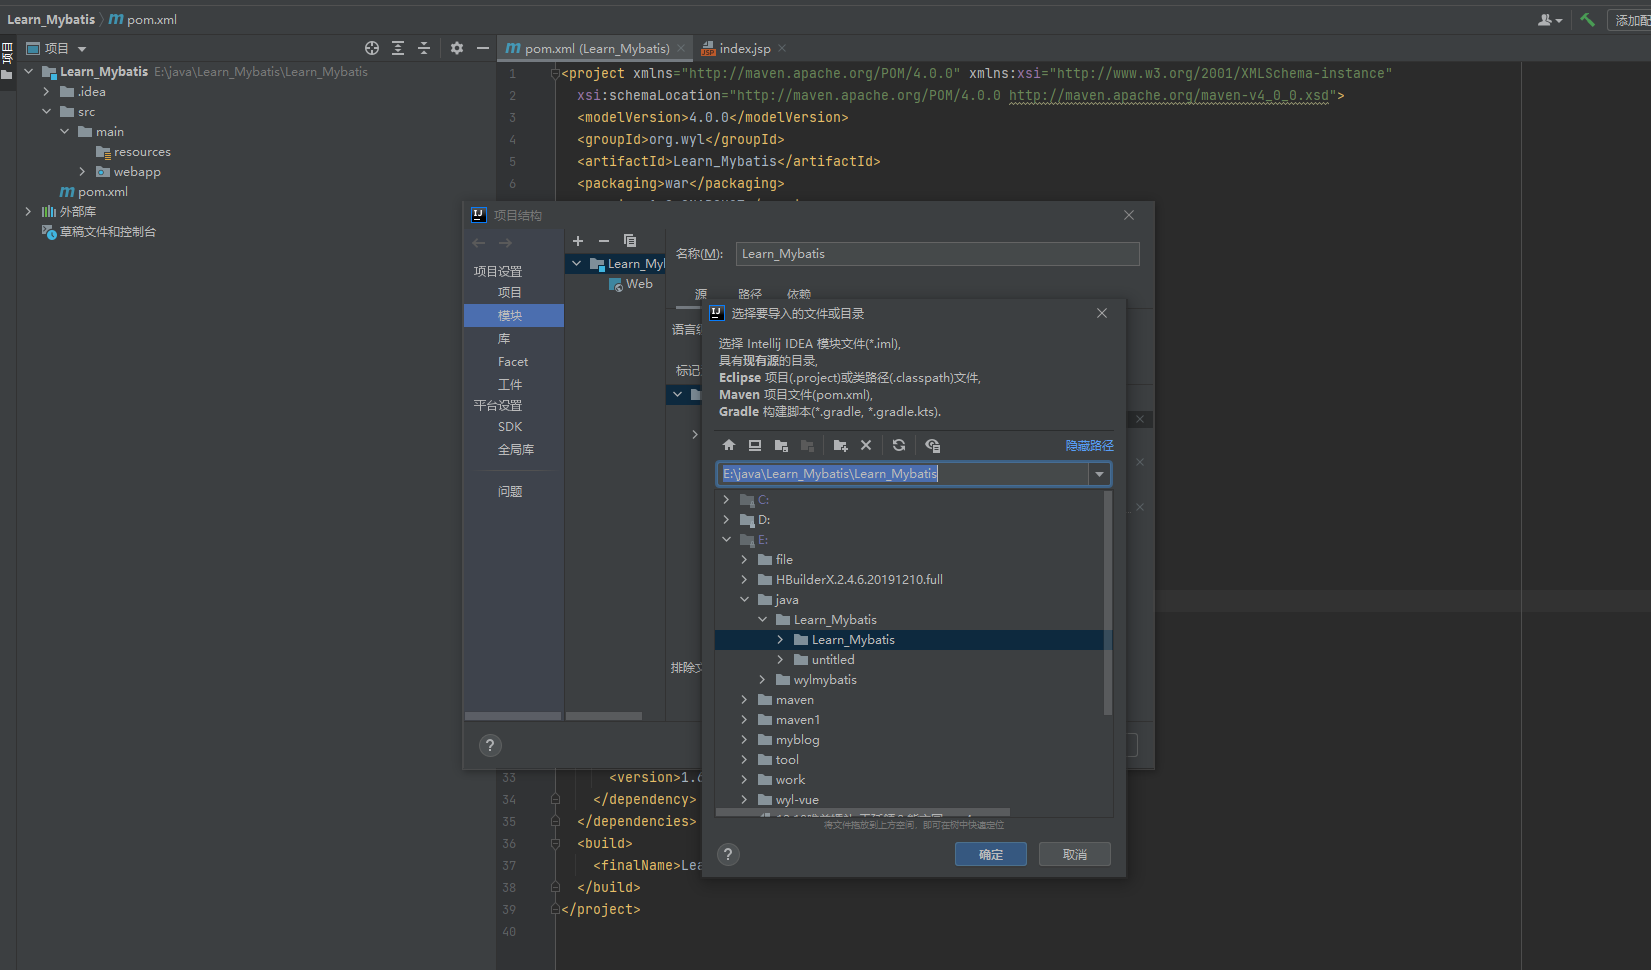 Learn_Mybatis pom.xml
添加配
项目
项目
pom.xml (Learn_Mybatis)
index.jsp
Learn_Mybatis E:\java\Learn_Mybatis\Learn_Mybatis
.idea
src
main
resources
webapp
pom.xml
外部库
草稿文件和控制台
1 <project xmlns="http://maven.apache.org/POM/4.0.0" xmlns:xsi="http://www.w3.org/2001/XMLSchema-instance"
2 xsi:schemaLocation="http://maven.apache.org/POM/4.0.0 http://maven.apache.org/maven-v4_0_0.xsd">
3 <modelVersion>4.0.0</modelVersion>
4 <groupId>org.wyl</groupId>
5 <artifactId>Learn_Mybatis</artifactId>
6 <packaging>war</packaging>
项目结构
项目设置
项目
模块
库
Facet
工件
平台设置
SDK
全局库
问题
Learn_Myl
Web
名称(M): Learn_Mybatis
源 路径 依赖
语言级
标记
排除文
?
选择要导入的文件或目录
选择 Intellij IDEA 模块文件(*.iml),
具有现有源的目录,
Eclipse 项目(.project)或类路径(.classpath)文件,
Maven 项目文件(pom.xml),
Gradle 构建脚本(*.gradle, *.gradle.kts).
隐藏路径
E:\java\Learn_Mybatis\Learn_Mybatis
C:
D:
E:
file
HBuilderX.2.4.6.20191210.full
java
Learn_Mybatis
Learn_Mybatis
untitled
wylmybatis
maven
maven1
myblog
tool
work
wyl-vue
将文件拖放到上方空间，即可在树中快速定位
?
确定
取消
33 <version>1.6
34 </dependency>
35 </dependencies>
36 <build>
37 <finalName>Lea
38 </build>
39 </project>
40